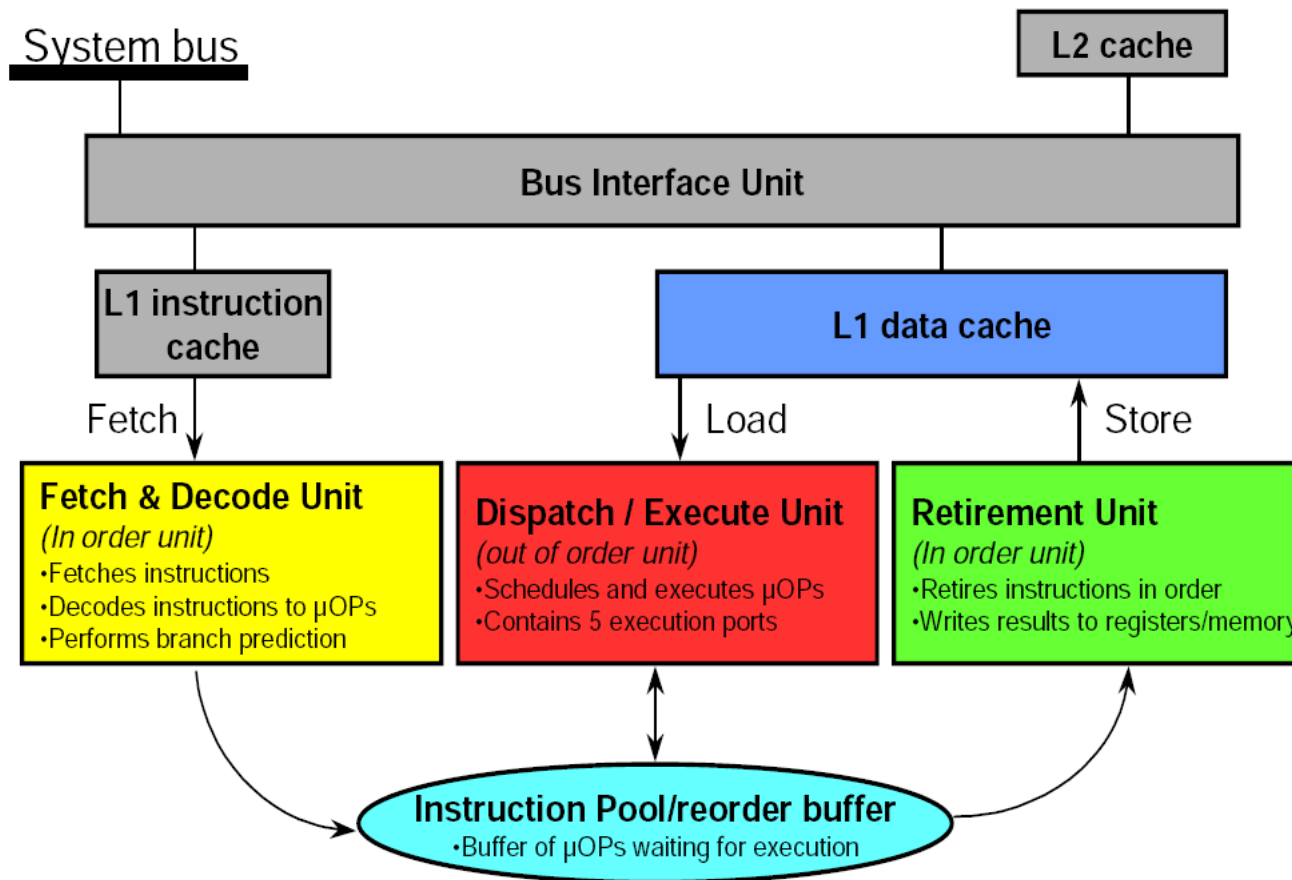 System bus
L2 cache
Bus Interface Unit
L1 instruction
cache
L1 data cache
Fetch
Load
Store
Fetch & Decode Unit
(In order unit)
•Fetches instructions
•Decodes instructions to µOPs
•Performs branch prediction
Dispatch / Execute Unit
(out of order unit)
•Schedules and executes µOPs
•Contains 5 execution ports
Retirement Unit
(In order unit)
•Retires instructions in order
•Writes results to registers/memory
Instruction Pool/reorder buffer
•Buffer of µOPs waiting for execution